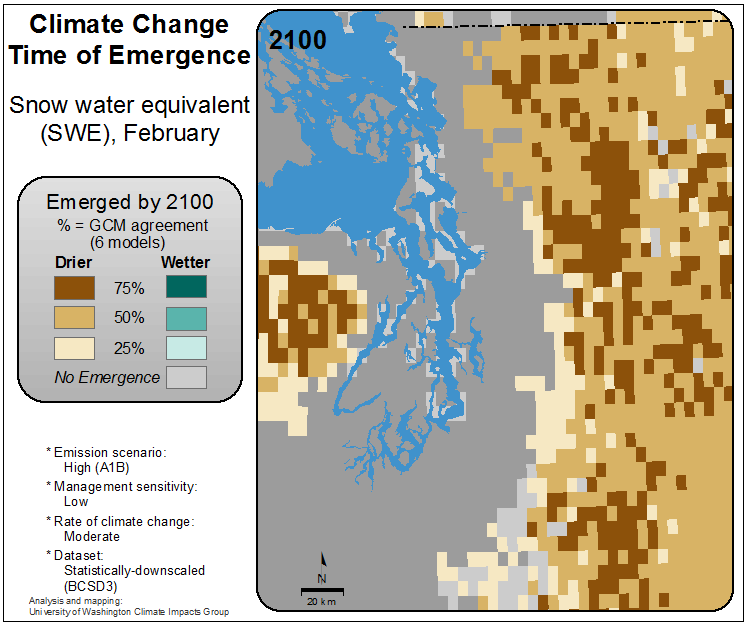 Climate Change
Time of Emergence
Snow water equivalent
(SWE), February
Emerged by 2100
% = GCM agreement
(6 models)
Drier Wetter
75%
50%
25%
No Emergence
* Emission scenario:
High (A1B)
* Management sensitivity:
Low
* Rate of climate change:
Moderate
* Dataset:
Statistically-downscaled
(BCSD3)
Analysis and mapping:
University of Washington Climate Impacts Group
2100
N
20 km